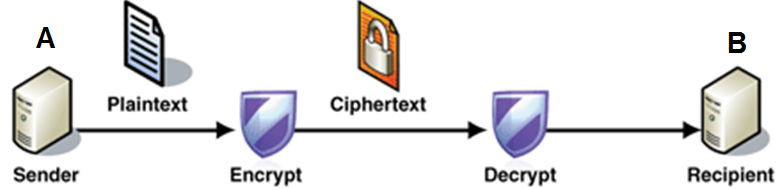 A
B
Plaintext
Ciphertext
Sender
Encrypt
Decrypt
Recipient